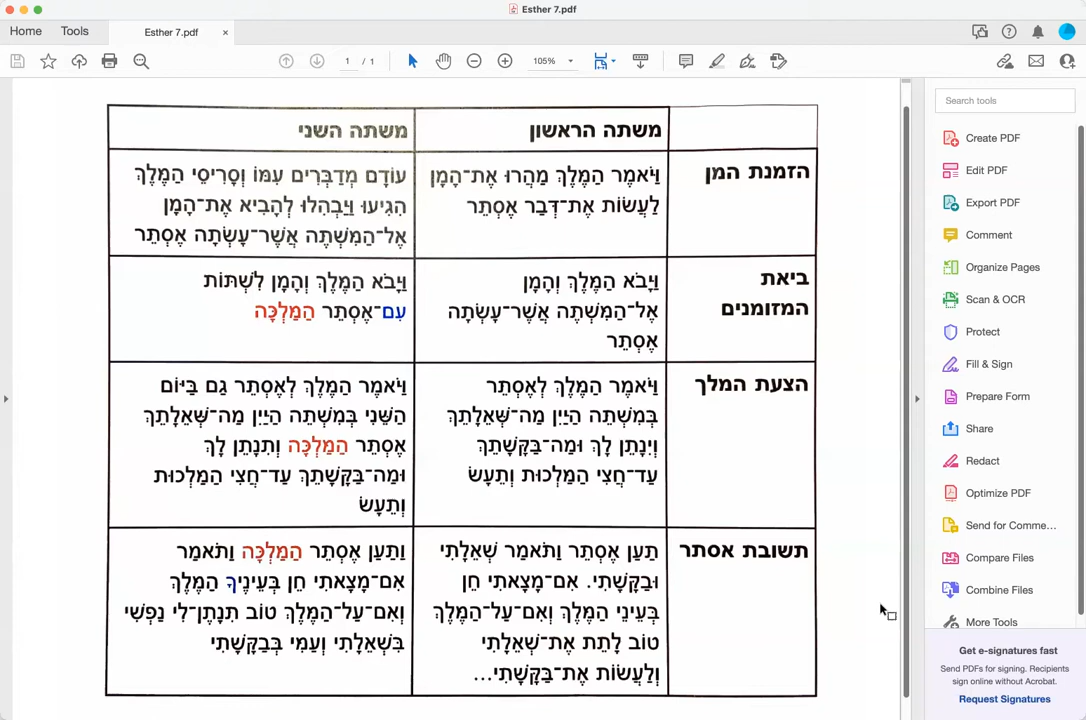 Esther 7.pdf
Home
Tools
Esther 7.pdf
×
1 / 1
105%
משתה הראשון
משתה השני
הזמנת המן
וַיֹּאמֶר הַמֶּלֶךְ מַהֲרוּ אֶת־הָמָן
לַעֲשׂוֹת אֶת־דְּבַר אֶסְתֵּר
עוֹדָם מְדַבְּרִים עִמּוֹ וְסָרִיסֵי הַמֶּלֶךְ
הִגִּיעוּ וַיַּבְהִלוּ לְהָבִיא אֶת־הָמָן
אֶל־הַמִּשְׁתֶּה אֲשֶׁר־עָשְׂתָה אֶסְתֵּר
ביאת
המזומנים
וַיָּבֹא הַמֶּלֶךְ וְהָמָן
אֶל־הַמִּשְׁתֶּה אֲשֶׁר־עָשְׂתָה
אֶסְתֵּר
וַיָּבֹא הַמֶּלֶךְ וְהָמָן לִשְׁתּוֹת
עִם־אֶסְתֵּר הַמַּלְכָּה
הצעת המלך
וַיֹּאמֶר הַמֶּלֶךְ לְאֶסְתֵּר
בְּמִשְׁתֵּה הַיַּיִן מַה־שְּׁאֵלָתֵךְ
וְיִנָּתֵן לָךְ וּמַה־בַּקָּשָׁתֵךְ
עַד־חֲצִי הַמַּלְכוּת וְתֵעָשׂ
וַיֹּאמֶר הַמֶּלֶךְ לְאֶסְתֵּר גַּם בַּיּוֹם
הַשֵּׁנִי בְּמִשְׁתֵּה הַיַּיִן מַה־שְּׁאֵלָתֵךְ
אֶסְתֵּר הַמַּלְכָּה וְתִנָּתֵן לָךְ
וּמַה־בַּקָּשָׁתֵךְ עַד־חֲצִי הַמַּלְכוּת
וְתֵעָשׂ
תשובת אסתר
תַּעַן אֶסְתֵּר וַתֹּאמַר שְׁאֵלָתִי
וּבַקָּשָׁתִי. אִם־מָצָאתִי חֵן
בְּעֵינֵי הַמֶּלֶךְ וְאִם־עַל־הַמֶּלֶךְ
טוֹב לָתֵת אֶת־שְׁאֵלָתִי
וְלַעֲשׂוֹת אֶת־בַּקָּשָׁתִי...
וַתַּעַן אֶסְתֵּר הַמַּלְכָּה וַתֹּאמַר
אִם־מָצָאתִי חֵן בְּעֵינֶיךָ הַמֶּלֶךְ
וְאִם־עַל־הַמֶּלֶךְ טוֹב תִּנָּתֶן־לִי נַפְשִׁי
בִּשְׁאֵלָתִי וְעַמִּי בְּבַקָּשָׁתִי
Search tools
Create PDF
Edit PDF
Export PDF
Comment
Organize Pages
Scan & OCR
Protect
Fill & Sign
Prepare Form
Share
Redact
Optimize PDF
Send for Comme...
Compare Files
Combine Files
More Tools
Get e-signatures fast
Send PDFs for signing. Recipients
sign online without Acrobat.
Request Signatures